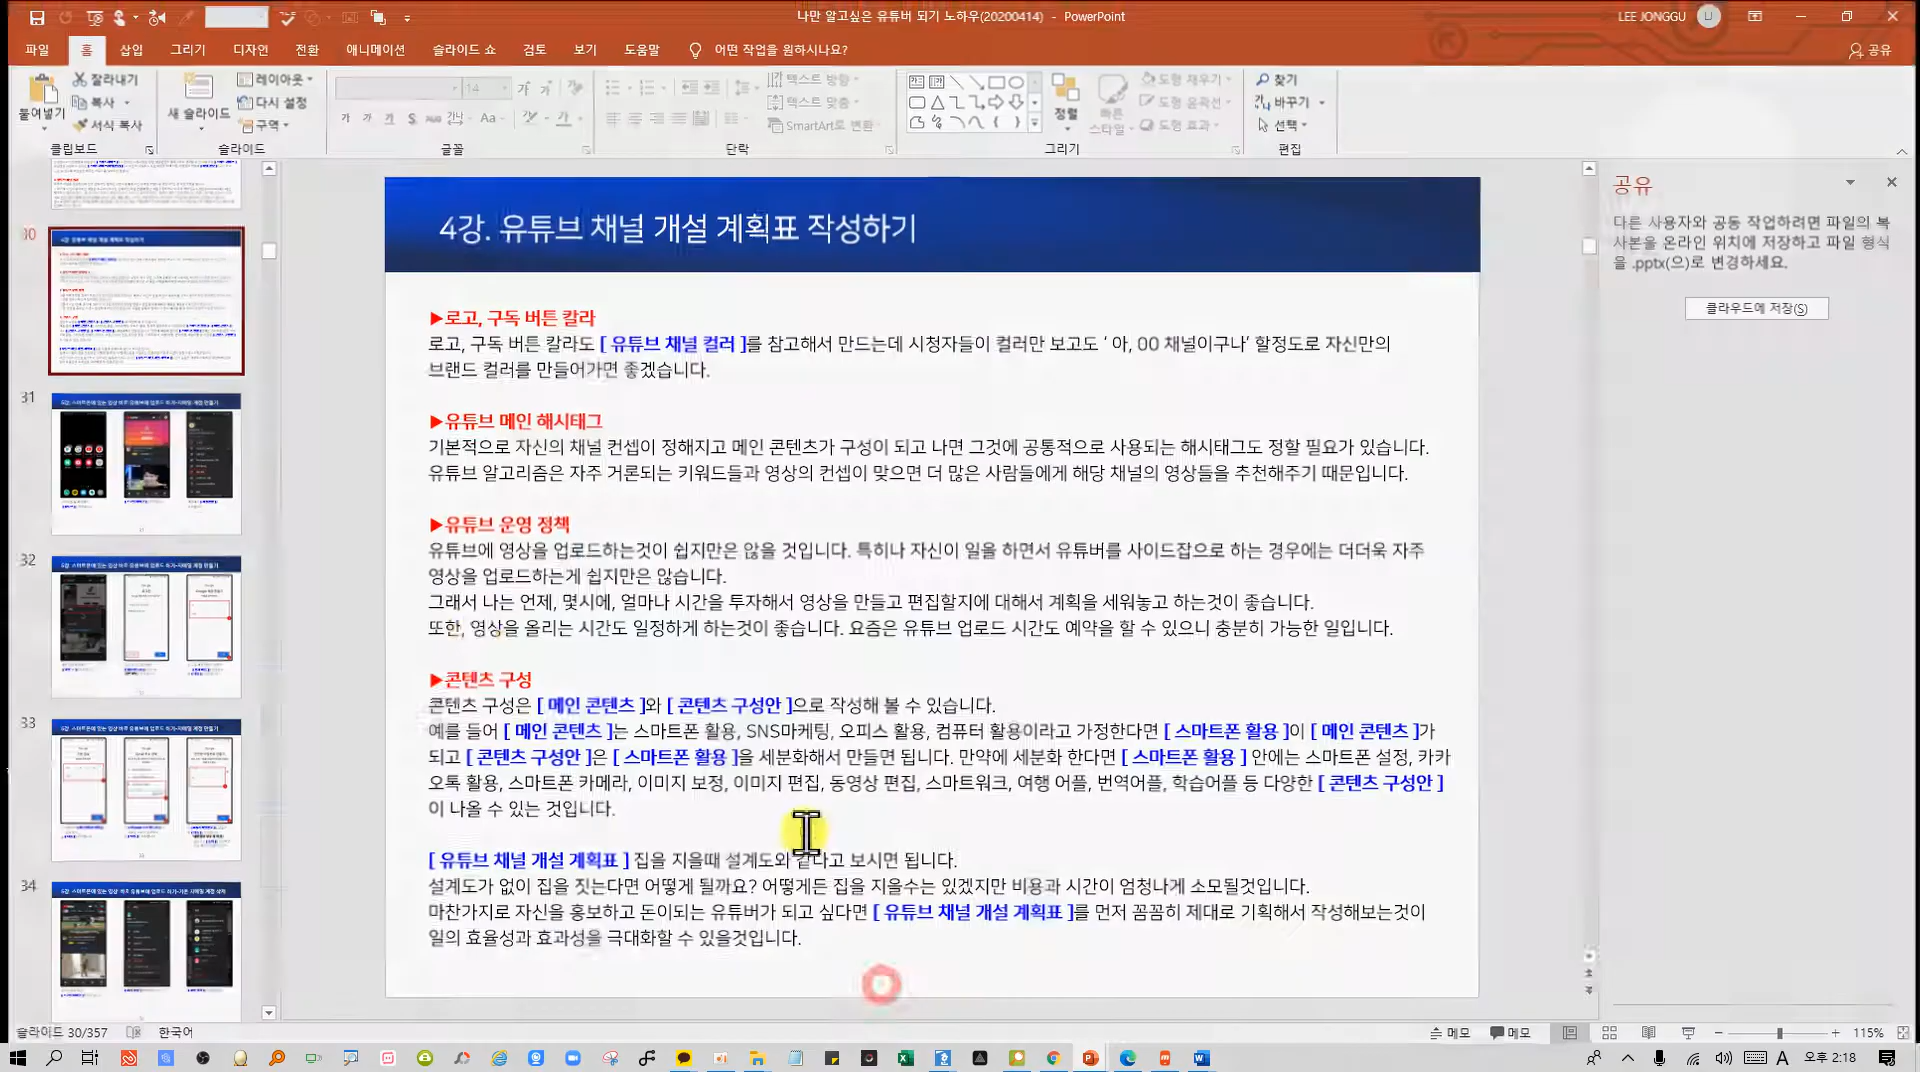 나만 알고싶은 유튜버 되기 노하우(20200414) - PowerPoint
LEE JONGGU U
파일 홈 삽입 그리기 디자인 전환 애니메이션 슬라이드 쇼 검토 보기 도움말 어떤 작업을 원하시나요?
공유
붙여넣기 잘라내기 복사 서식 복사
클립보드
새 슬라이드 레이아웃 다시 설정 구역
슬라이드
14
글꼴
텍스트 방향 텍스트 맞춤 SmartArt로 변환
단락
정렬 빠른 스타일 도형 채우기 도형 윤곽선 도형 효과
그리기
찾기 바꾸기 선택
편집
30
31
32
33
34
4강. 유튜브 채널 개설 계획표 작성하기
▶로고, 구독 버튼 칼라
로고, 구독 버튼 칼라도 [ 유튜브 채널 컬러 ]를 참고해서 만드는데 시청자들이 컬러만 보고도 ‘ 아, 00 채널이구나’ 할정도로 자신만의
브랜드 컬러를 만들어가면 좋겠습니다.
▶유튜브 메인 해시태그
기본적으로 자신의 채널 컨셉이 정해지고 메인 콘텐츠가 구성이 되고 나면 그것에 공통적으로 사용되는 해시태그도 정할 필요가 있습니다.
유튜브 알고리즘은 자주 거론되는 키워드들과 영상의 컨셉이 맞으면 더 많은 사람들에게 해당 채널의 영상들을 추천해주기 때문입니다.
▶유튜브 운영 정책
유튜브에 영상을 업로드하는것이 쉽지만은 않을 것입니다. 특히나 자신이 일을 하면서 유튜버를 사이드잡으로 하는 경우에는 더더욱 자주
영상을 업로드하는게 쉽지만은 않습니다.
그래서 나는 언제, 몇시에, 얼마나 시간을 투자해서 영상을 만들고 편집할지에 대해서 계획을 세워놓고 하는것이 좋습니다.
또한, 영상을 올리는 시간도 일정하게 하는것이 좋습니다. 요즘은 유튜브 업로드 시간도 예약을 할 수 있으니 충분히 가능한 일입니다.
▶콘텐츠 구성
콘텐츠 구성은 [ 메인 콘텐츠 ]와 [ 콘텐츠 구성안 ]으로 작성해 볼 수 있습니다.
예를 들어 [ 메인 콘텐츠 ]는 스마트폰 활용, SNS마케팅, 오피스 활용, 컴퓨터 활용이라고 가정한다면 [ 스마트폰 활용 ]이 [ 메인 콘텐츠 ]가
되고 [ 콘텐츠 구성안 ]은 [ 스마트폰 활용 ]을 세분화해서 만들면 됩니다. 만약에 세분화 한다면 [ 스마트폰 활용 ] 안에는 스마트폰 설정, 카카
오톡 활용, 스마트폰 카메라, 이미지 보정, 이미지 편집, 동영상 편집, 스마트워크, 여행 어플, 번역어플, 학습어플 등 다양한 [ 콘텐츠 구성안 ]
이 나올 수 있는 것입니다.
[ 유튜브 채널 개설 계획표 ] 집을 지을때 설계도와 같다고 보시면 됩니다.
설계도가 없이 집을 짓는다면 어떻게 될까요? 어떻게든 집을 지을수는 있겠지만 비용과 시간이 엄청나게 소모될것입니다.
마찬가지로 자신을 홍보하고 돈이되는 유튜버가 되고 싶다면 [ 유튜브 채널 개설 계획표 ]를 먼저 꼼꼼히 제대로 기획해서 작성해보는것이
일의 효율성과 효과성을 극대화할 수 있을것입니다.
공유
다른 사용자와 공동 작업하려면 파일의 복
사본을 온라인 위치에 저장하고 파일 형식
을 .pptx(으)로 변경하세요.
클라우드에 저장(S)
슬라이드 30/357 한국어
메모 메모 115%
A 오후 2:18